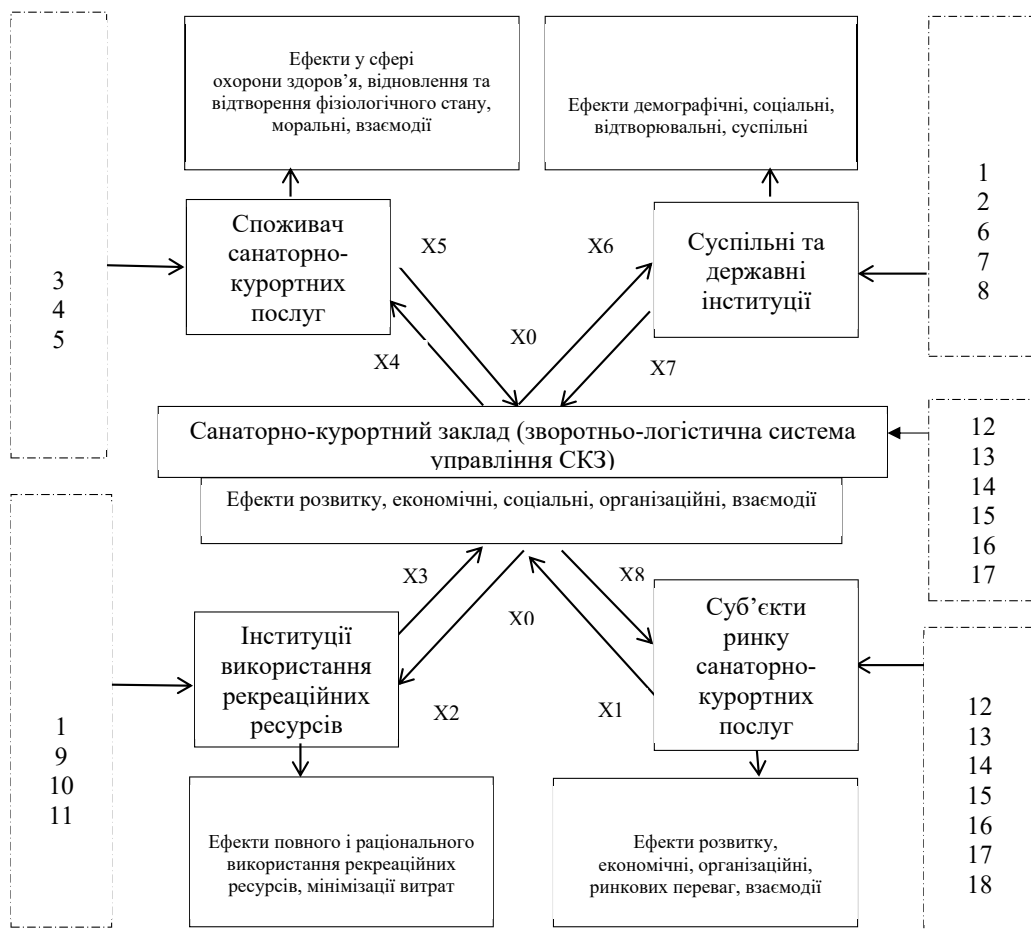 Ефекти у сфері
охорони здоров’я, відновлення та
відтворення фізіологічного стану,
моральні, взаємодії
Ефекти демографічні, соціальні,
відтворювальні, суспільні
3
4
5
Споживач
санаторно-
курортних
послуг
X5
X4
X0
X6
X7
Суспільні та
державні
інституції
1
2
6
7
8
Санаторно-курортний заклад (зворотньо-логістична система
управління СКЗ)
Ефекти розвитку, економічні, соціальні, організаційні, взаємодії
12
13
14
15
16
17
1
9
10
11
Інституції
використання
рекреаційних
ресурсів
X3
X2
X0
X8
X1
Суб’єкти
ринку
санаторно-
курортних
послуг
12
13
14
15
16
17
18
Ефекти повного і раціонального
використання рекреаційних
ресурсів, мінімізації витрат
Ефекти розвитку,
економічні, організаційні,
ринкових переваг, взаємодії